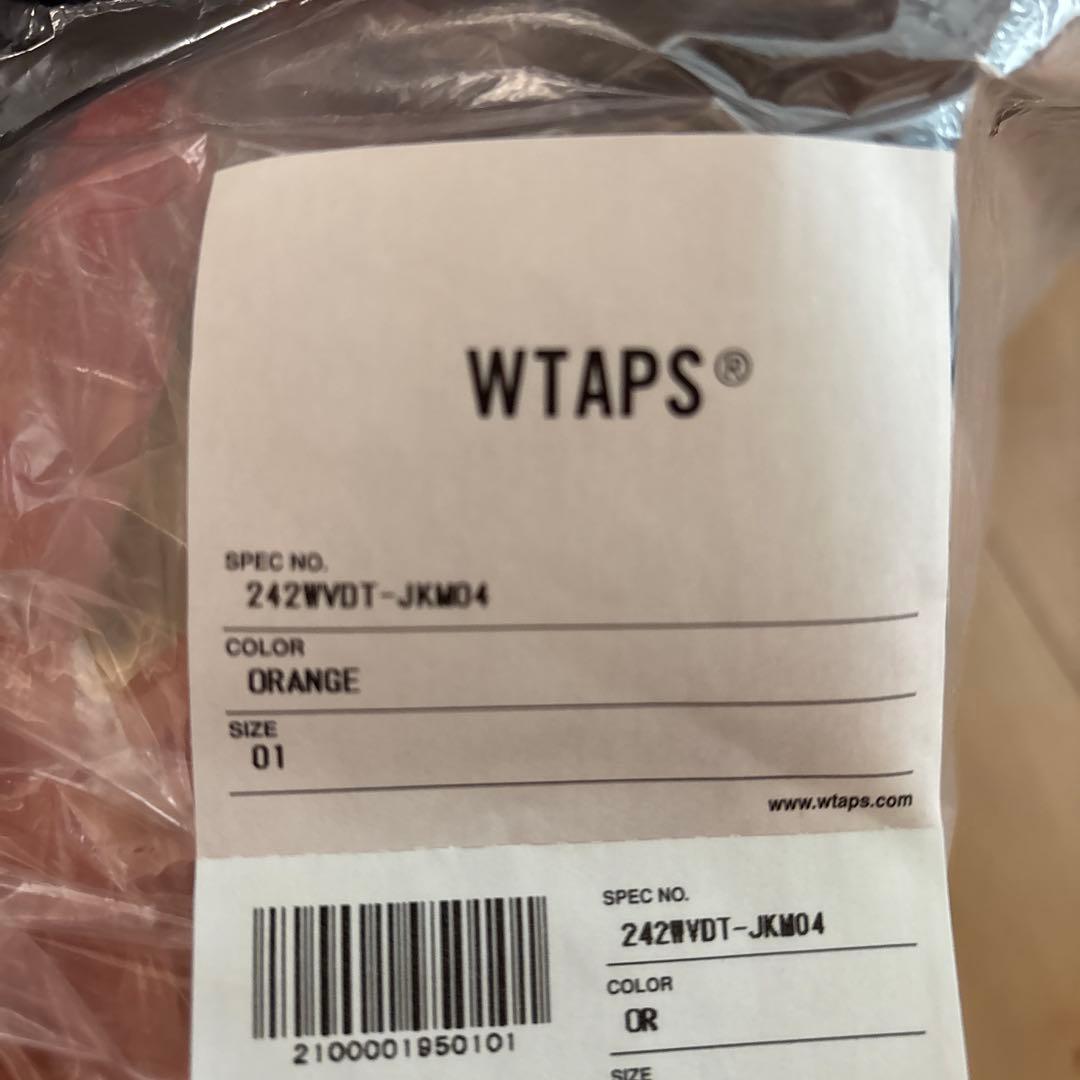 WTAPS®
SPEC NO.
242WVDT-JKM04
COLOR
ORANGE
SIZE
01
www.wtaps.com
2100001950101
SPEC NO.
242WVDT-JKM04
COLOR
OR
SIZE